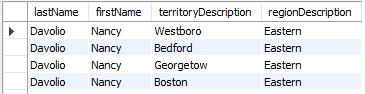 lastName firstName territoryDescription regionDescription
Davolio Nancy Westboro Eastern
Davolio Nancy Bedford Eastern
Davolio Nancy Georgetow Eastern
Davolio Nancy Boston Eastern